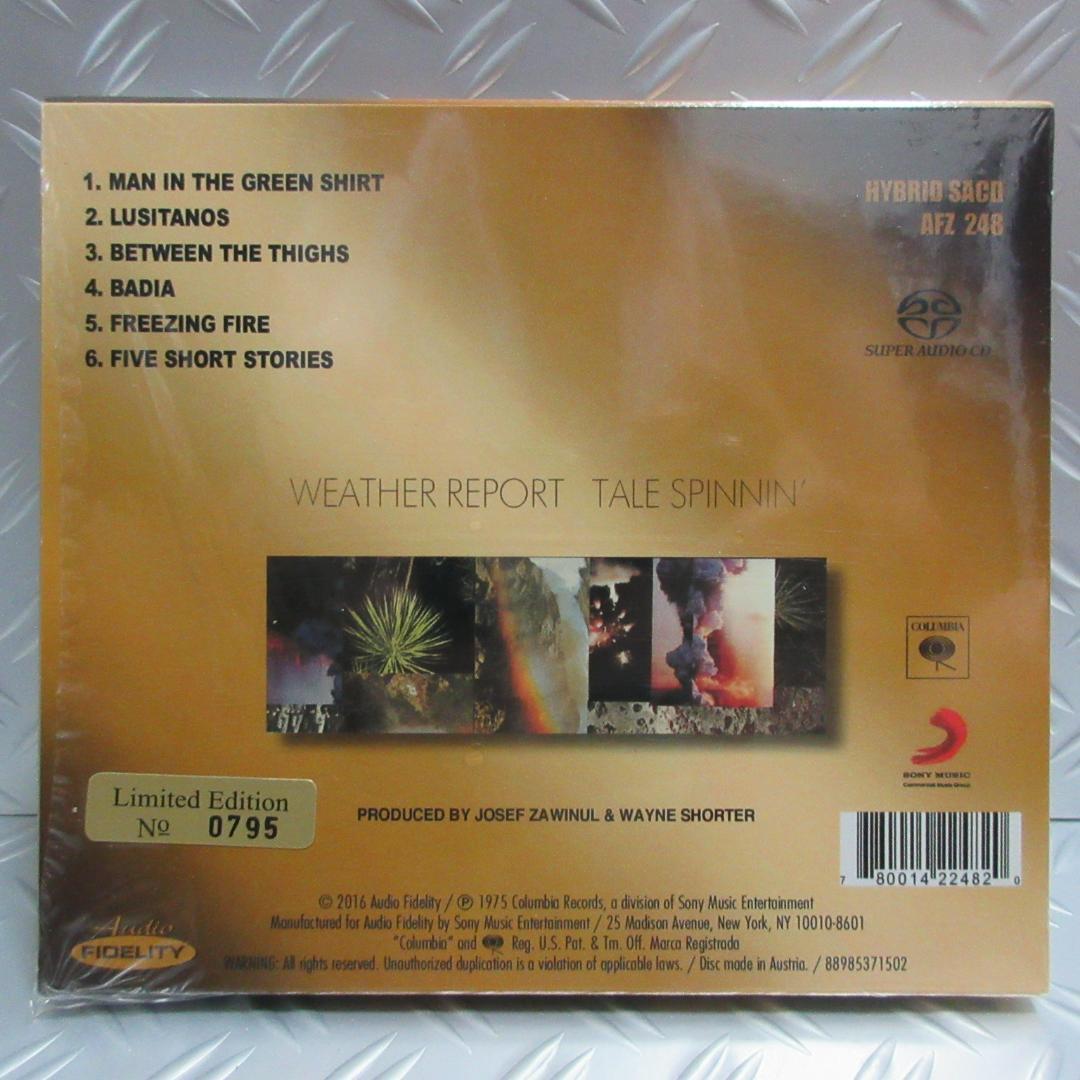 1. MAN IN THE GREEN SHIRT
2. LUSITANOS
3. BETWEEN THE THIGHS
4. BADIA
5. FREEZING FIRE
6. FIVE SHORT STORIES
HYBRID SACD
AFZ 248
SUPER AUDIO CD
WEATHER REPORT TALE SPINNIN'
COLUMBIA
SONY MUSIC
Commercial Music Group
Limited Edition
Nº 0795
PRODUCED BY JOSEF ZAWINUL & WAYNE SHORTER
7 80014 22482 0
© 2016 Audio Fidelity / ℗ 1975 Columbia Records, a division of Sony Music Entertainment
Manufactured for Audio Fidelity by Sony Music Entertainment / 25 Madison Avenue, New York, NY 10010-8601
"Columbia" and Reg. U.S. Pat. & Tm. Off. Marca Registrada
WARNING: All rights reserved. Unauthorized duplication is a violation of applicable laws. / Disc made in Austria. / 88985371502
Audio
FIDELITY